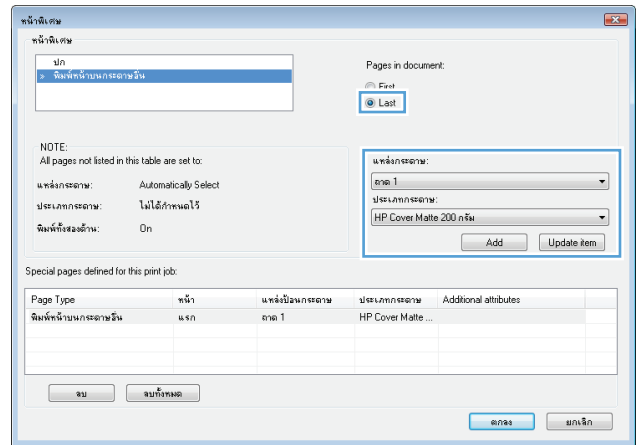 หน้าพิเศษ
หน้าพิเศษ
ปก
» พิมพ์หน้าบนกระดาษอื่น
Pages in document:
First
Last
NOTE:
All pages not listed in this table are set to:
แหล่งกระดาษ: Automatically Select
ประเภทกระดาษ: ไม่ได้กำหนดไว้
พิมพ์ทั้งสองด้าน: On
แหล่งกระดาษ:
ถาด 1
ประเภทกระดาษ:
HP Cover Matte 200 กรัม
Add Update item
Special pages defined for this print job:
Page Type หน้า แหล่งป้อนกระดาษ ประเภทกระดาษ Additional attributes
พิมพ์หน้าบนกระดาษอื่น แรก ถาด 1 HP Cover Matte ...
ลบ ลบทั้งหมด
ตกลง ยกเลิก